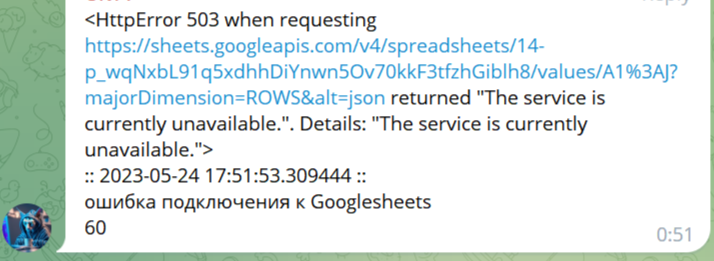 <HttpError 503 when requesting
https://sheets.googleapis.com/v4/spreadsheets/14-
p_wqNxbL91q5xdhhDiYnwn5Ov70kkF3tfzhGiblh8/values/A1%3AJ?
majorDimension=ROWS&alt=json returned "The service is
currently unavailable.". Details: "The service is currently
unavailable.">
:: 2023-05-24 17:51:53.309444 ::
ошибка подключения к Googlesheets
60
0:51